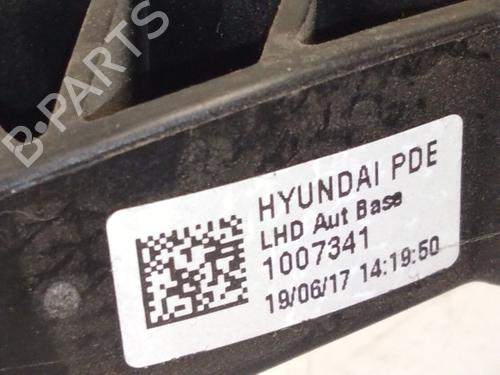 B-PARTS
HYUNDAI PDE
LHD Aut Base
1007341
19/06/17 14:19:50